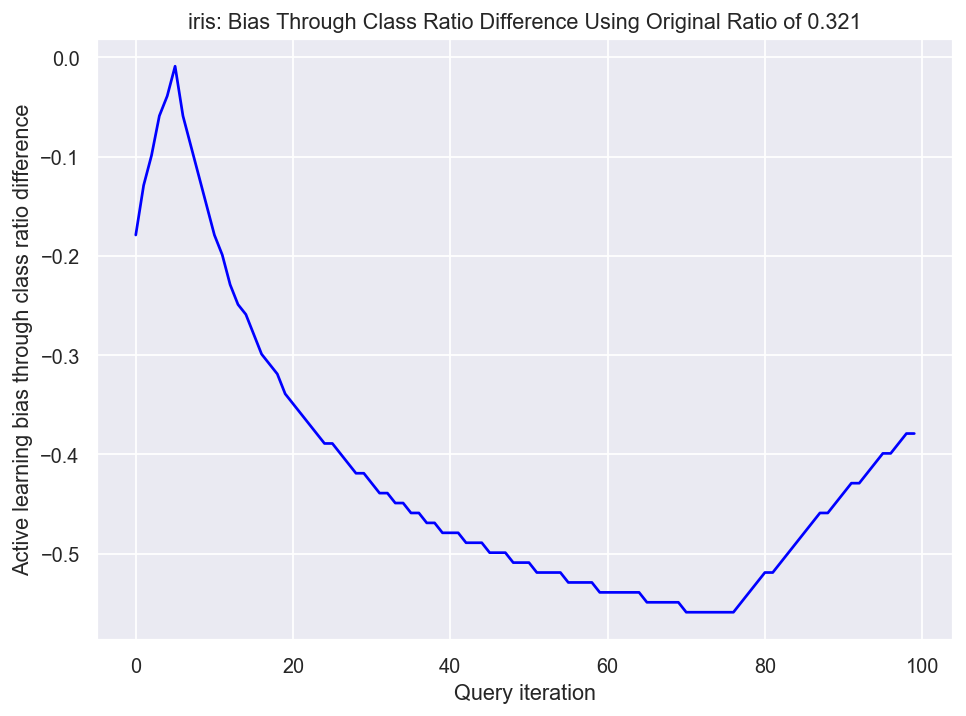 iris: Bias Through Class Ratio Difference Using Original Ratio of 0.321
Active learning bias through class ratio difference
0.0
−0.1
−0.2
−0.3
−0.4
−0.5
0 20 40 60 80 100
Query iteration